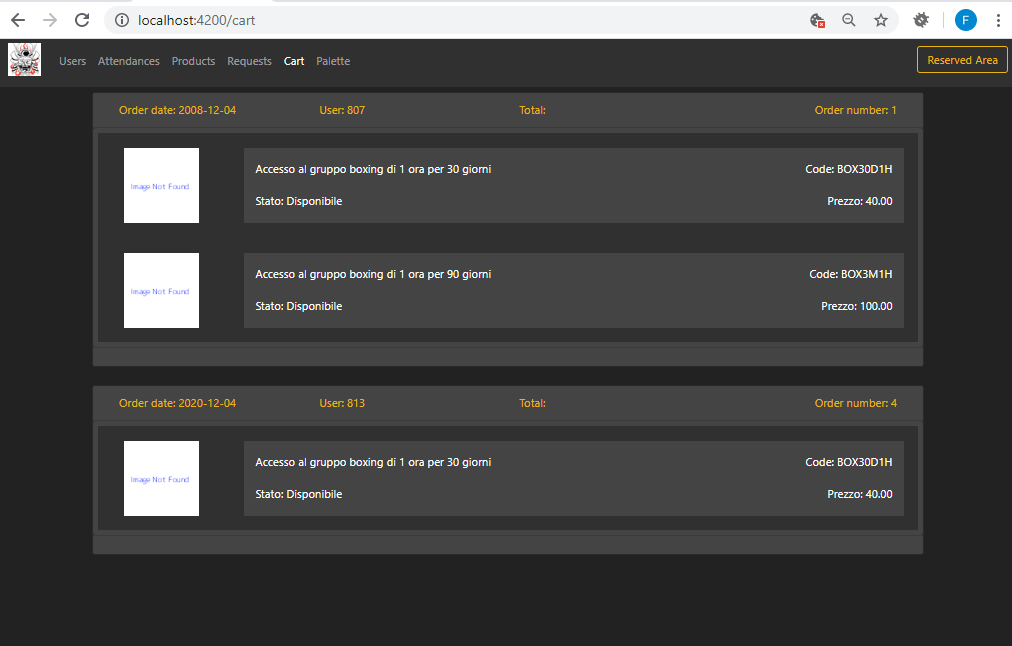 localhost:4200/cart
F
Users Attendances Products Requests Cart Palette Reserved Area
Order date: 2008-12-04 User: 807 Total: Order number: 1
Image Not Found
Accesso al gruppo boxing di 1 ora per 30 giorni Code: BOX30D1H
Stato: Disponibile Prezzo: 40.00
Image Not Found
Accesso al gruppo boxing di 1 ora per 90 giorni Code: BOX3M1H
Stato: Disponibile Prezzo: 100.00
Order date: 2020-12-04 User: 813 Total: Order number: 4
Image Not Found
Accesso al gruppo boxing di 1 ora per 30 giorni Code: BOX30D1H
Stato: Disponibile Prezzo: 40.00